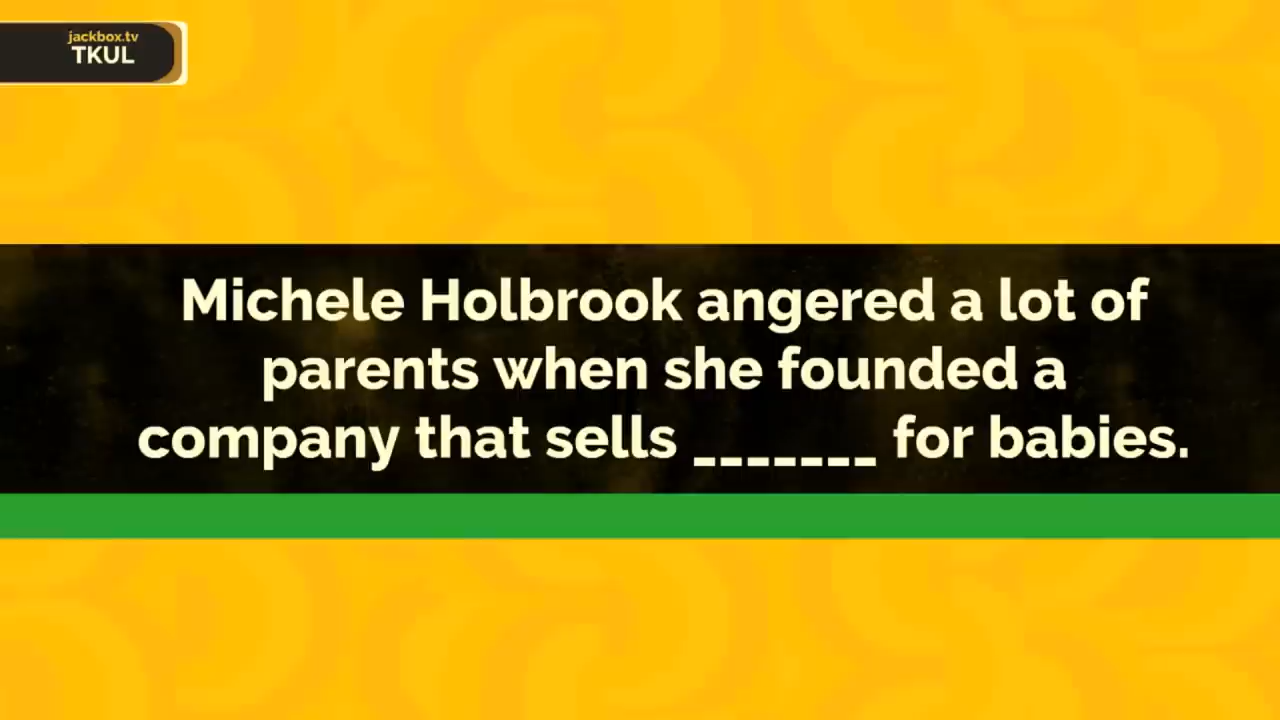 jackbox.tv
TKUL
Michele Holbrook angered a lot of
parents when she founded a
company that sells _______ for babies.